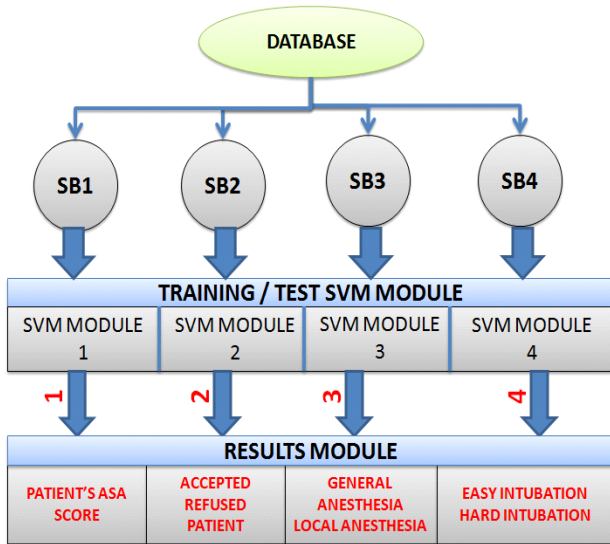 DATABASE
SB1
SB2
SB3
SB4
TRAINING / TEST SVM MODULE
SVM MODULE
1
SVM MODULE
2
SVM MODULE
3
SVM MODULE
4
1
2
3
4
RESULTS MODULE
PATIENT'S ASA
SCORE
ACCEPTED
REFUSED
PATIENT
GENERAL
ANESTHESIA
LOCAL ANESTHESIA
EASY INTUBATION
HARD INTUBATION